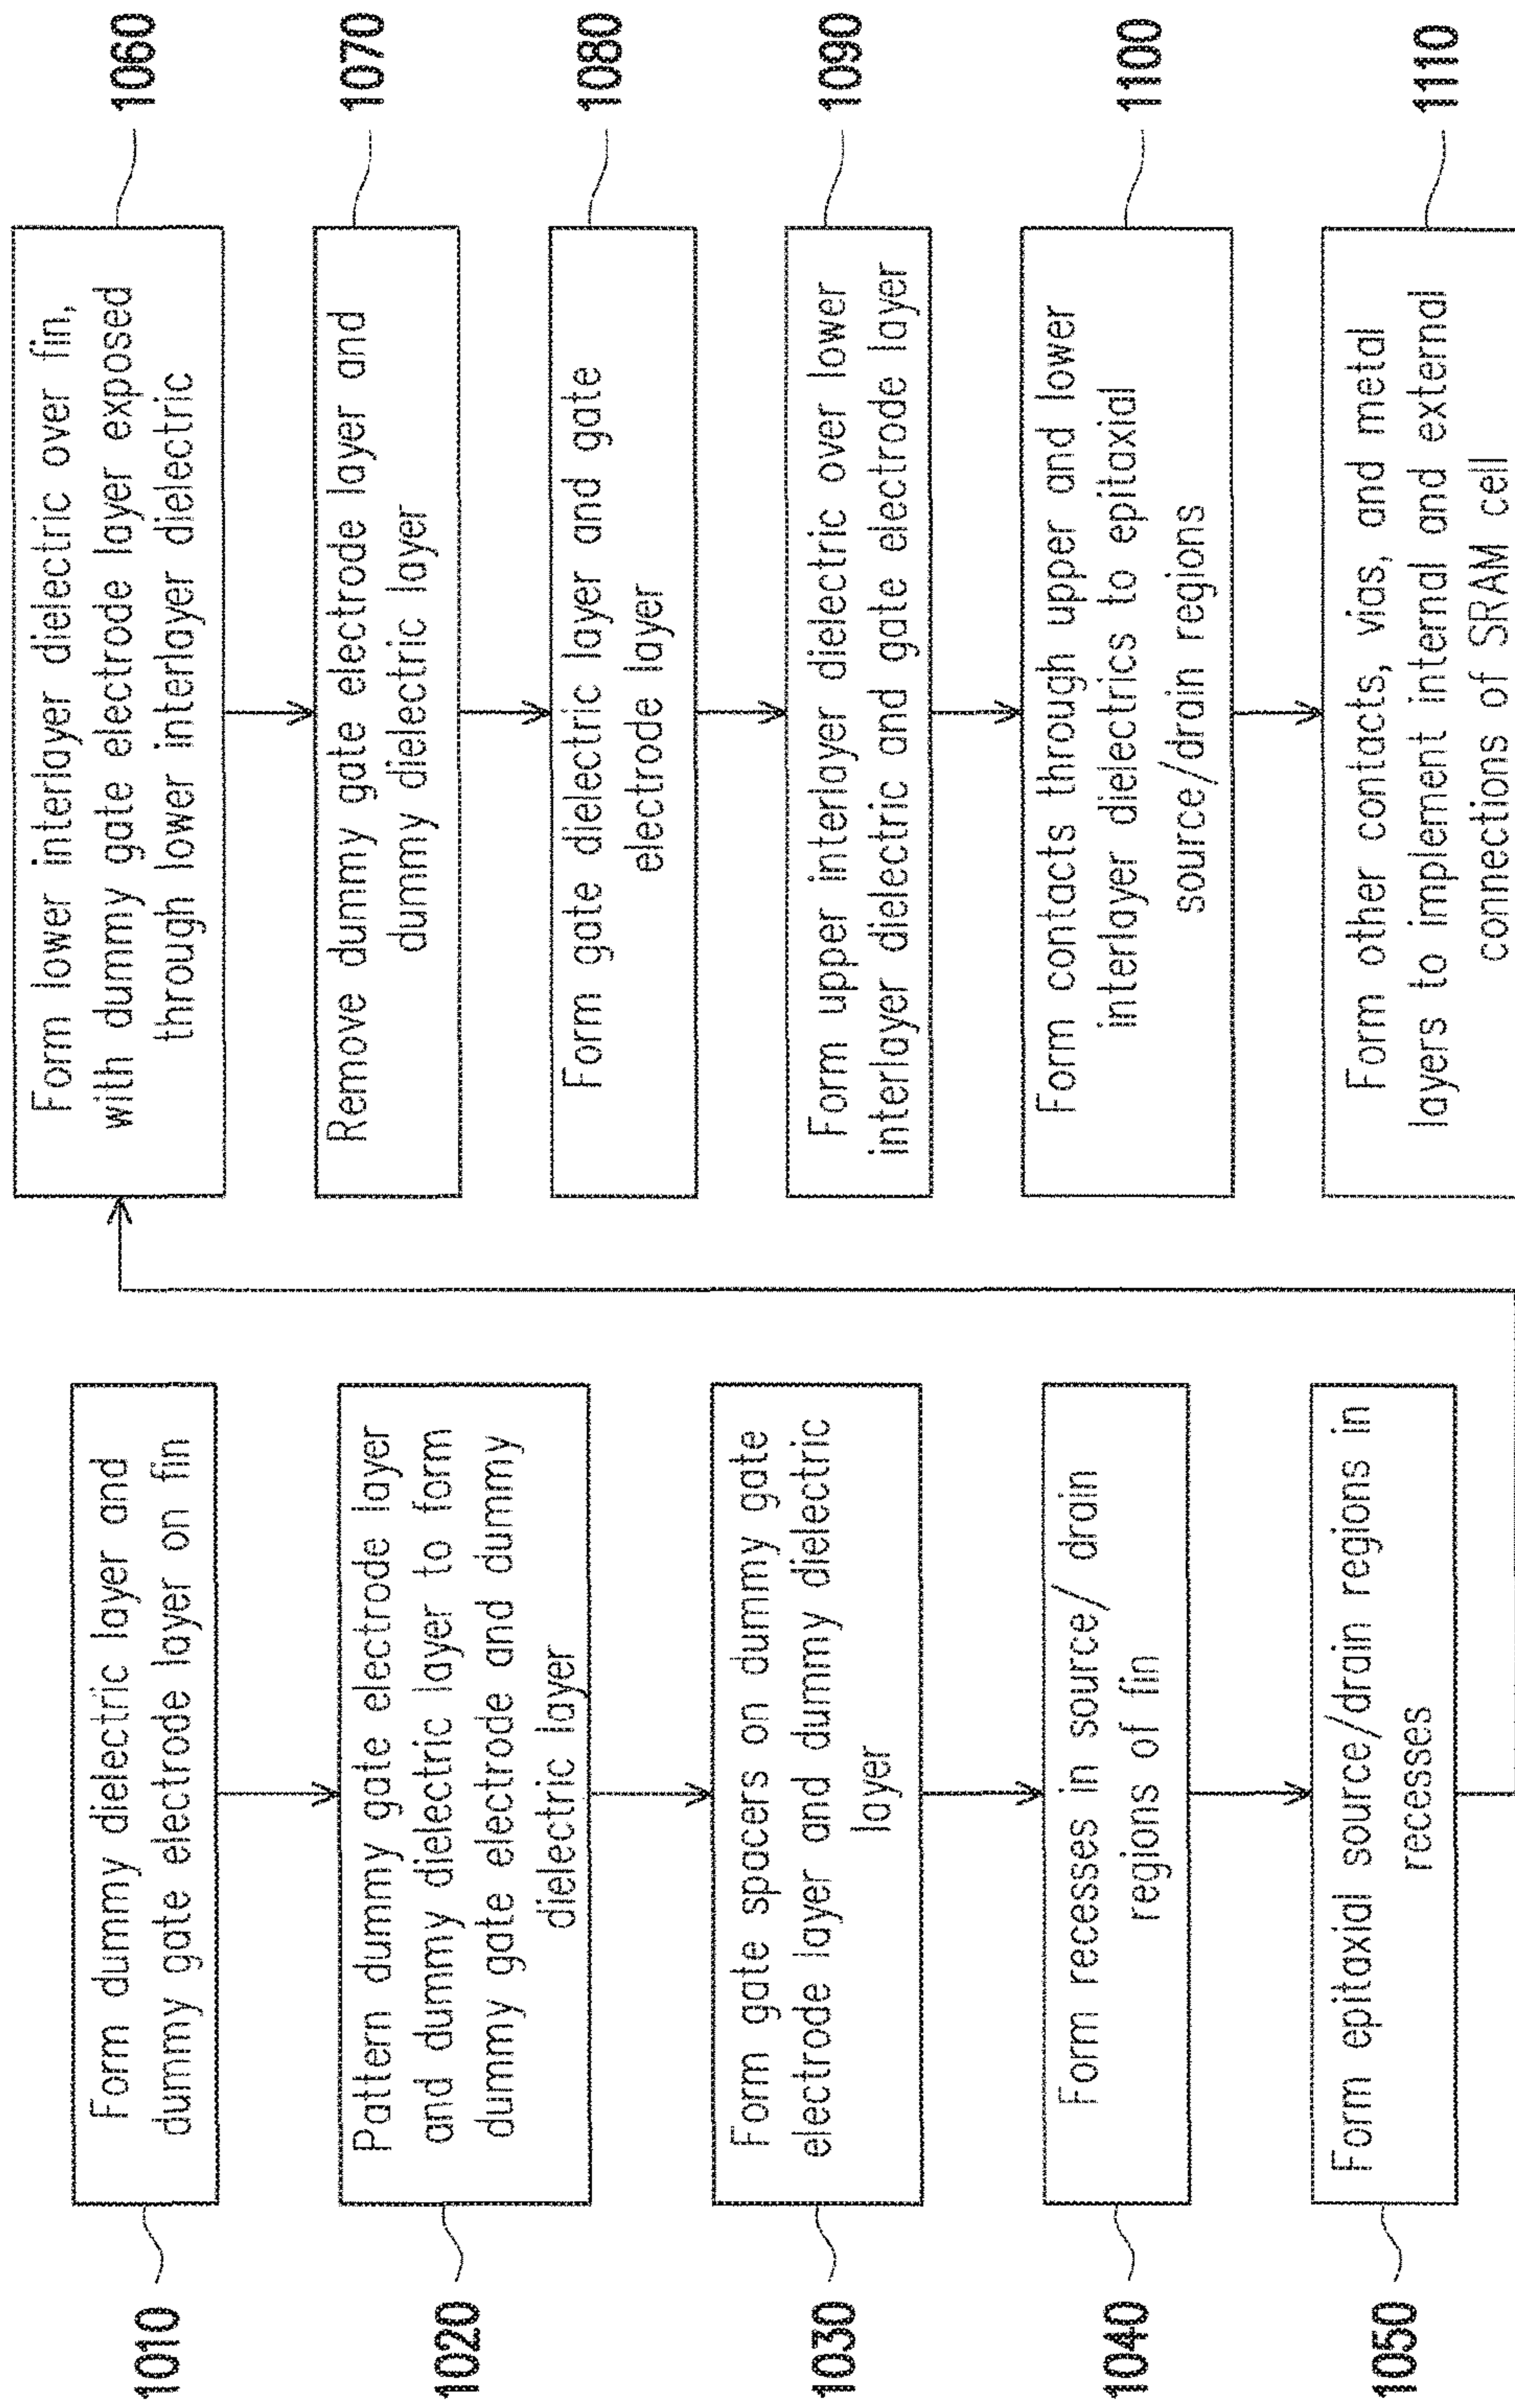 1010
Form dummy dielectric layer and
dummy gate electrode layer on fin
1020
Pattern dummy gate electrode layer
and dummy dielectric layer to form
dummy gate electrode and dummy
dielectric layer
1030
Form gate spacers on dummy gate
electrode layer and dummy dielectric
layer
1040
Form recesses in source/ drain
regions of fin
1050
Form epitaxial source/drain regions in
recesses
1060
Form lower interlayer dielectric over fin,
with dummy gate electrode layer exposed
through lower interlayer dielectric
1070
Remove dummy gate electrode layer and
dummy dielectric layer
1080
Form gate dielectric layer and gate
electrode layer
1090
Form upper interlayer dielectric over lower
interlayer dielectric and gate electrode layer
1100
Form contacts through upper and lower
interlayer dielectrics to epitaxial
source/drain regions
1110
Form other contacts, vias, and metal
layers to implement internal and external
connections of SRAM cell